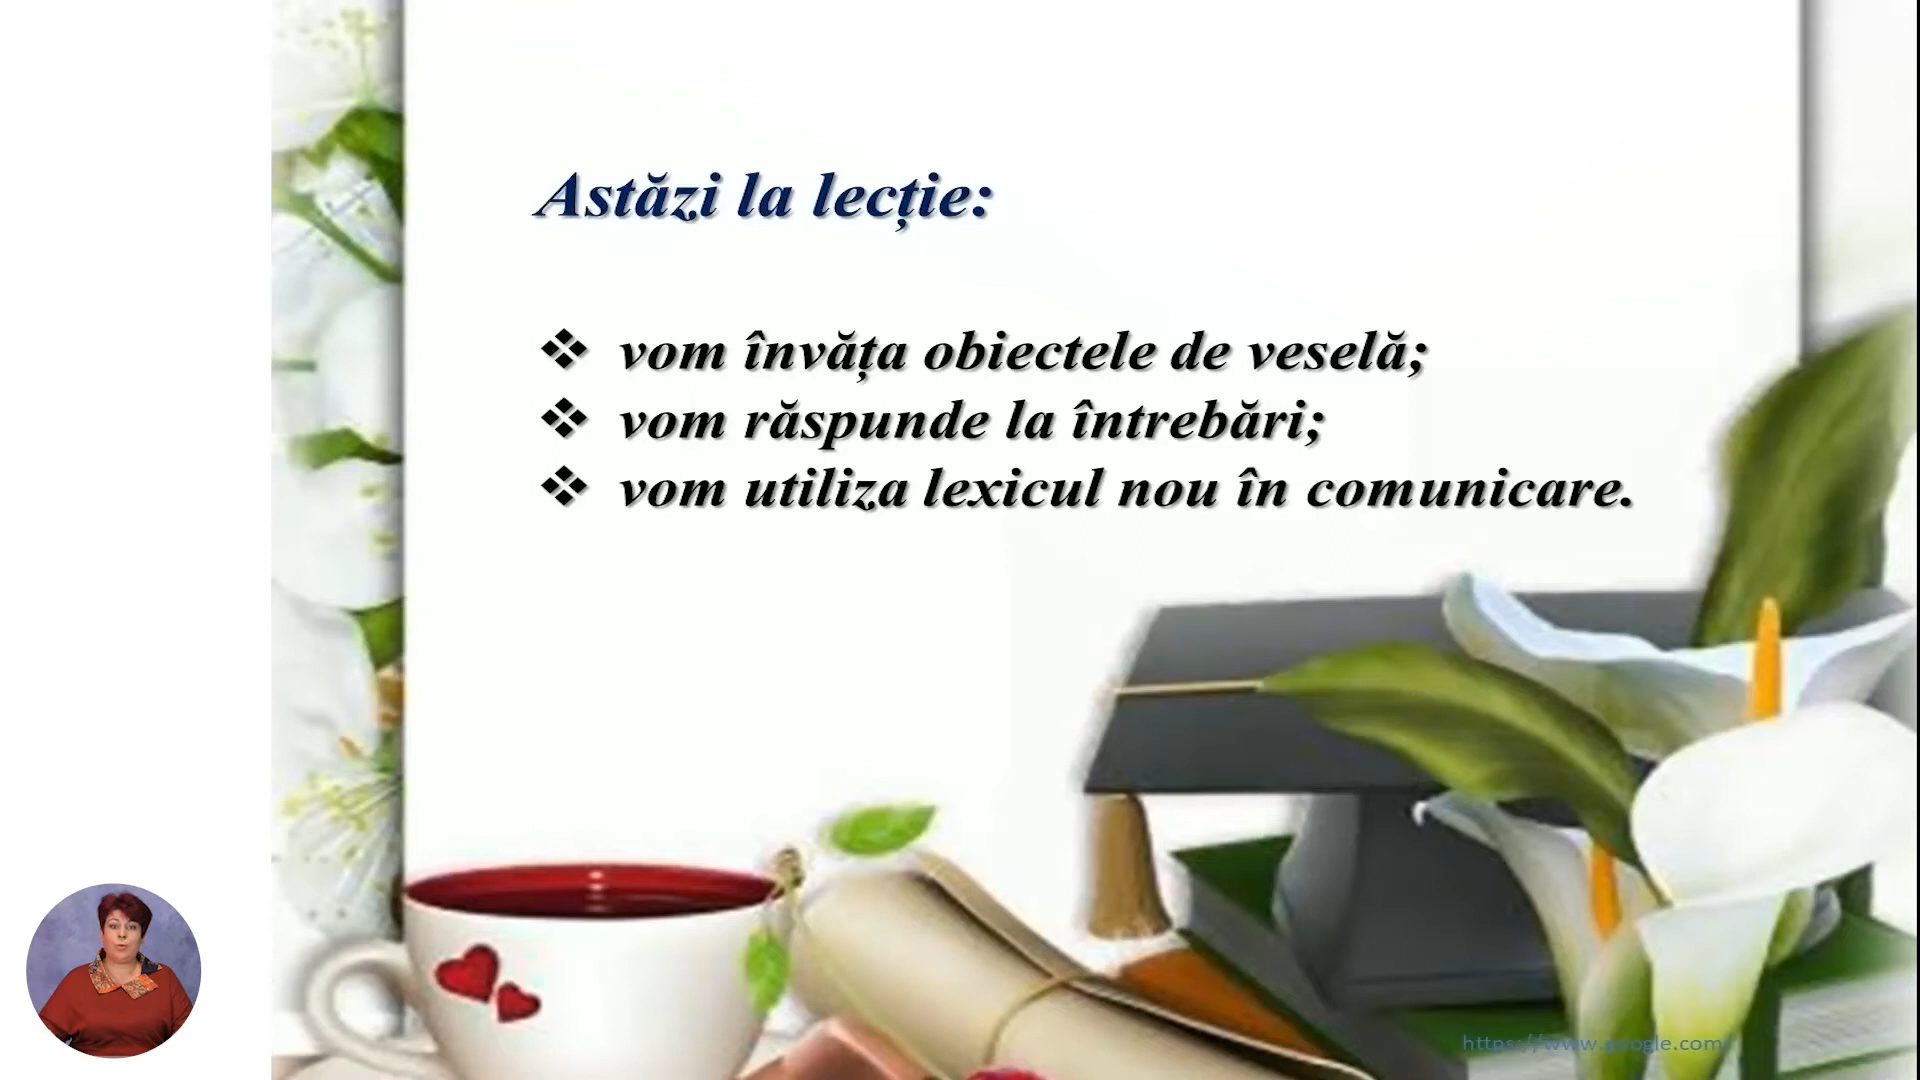 Astăzi la lecție:
❖ vom învăța obiectele de veselă;
❖ vom răspunde la întrebări;
❖ vom utiliza lexicul nou în comunicare.
https://www.google.com/